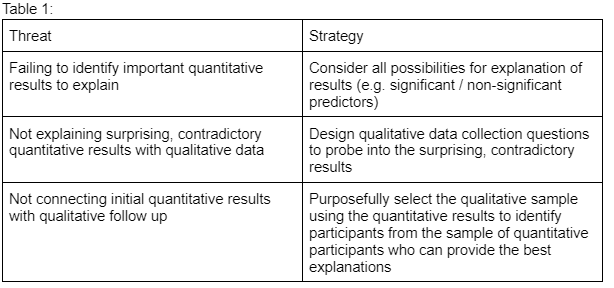 Table 1:
Threat
Strategy
Failing to identify important quantitative
results to explain
Consider all possibilities for explanation of
results (e.g. significant / non-significant
predictors)
Not explaining surprising, contradictory
quantitative results with qualitative data
Design qualitative data collection questions
to probe into the surprising, contradictory
results
Not connecting initial quantitative results
with qualitative follow up
Purposefully select the qualitative sample
using the quantitative results to identify
participants from the sample of quantitative
participants who can provide the best
explanations